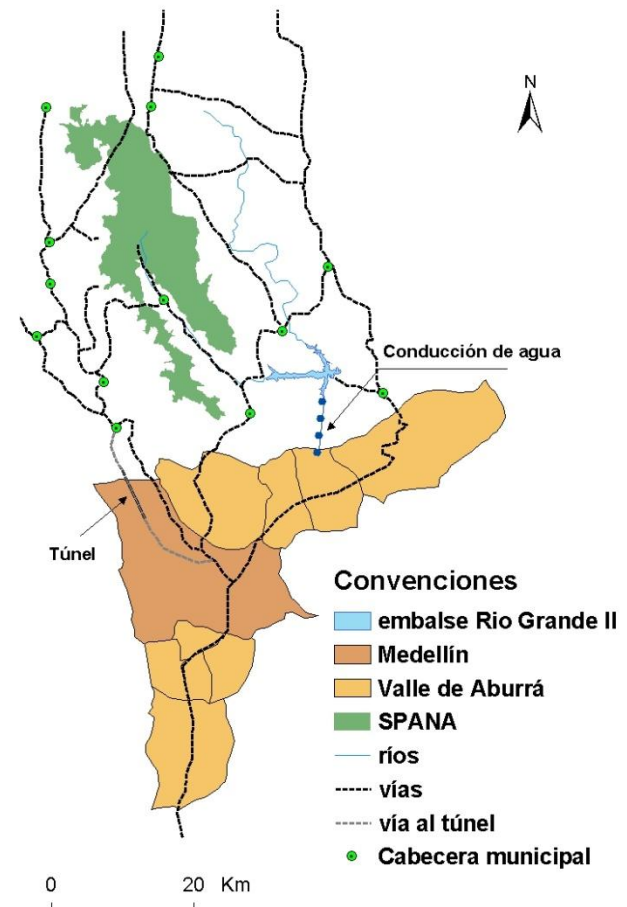 N
Conducción de agua
Túnel
Convenciones
embalse Rio Grande II
Medellín
Valle de Aburrá
SPANA
ríos
vías
vía al túnel
Cabecera municipal
0 20 Km